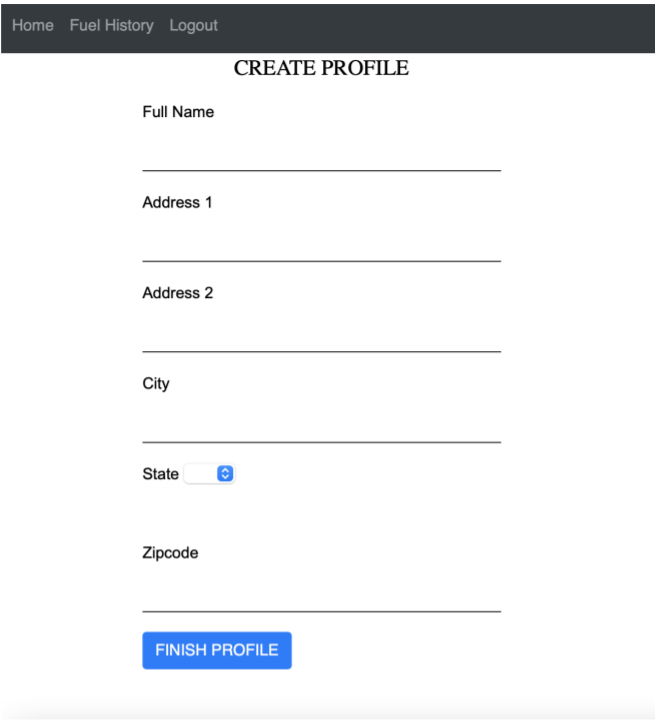 Home Fuel History Logout
CREATE PROFILE
Full Name
Address 1
Address 2
City
State
Zipcode
FINISH PROFILE